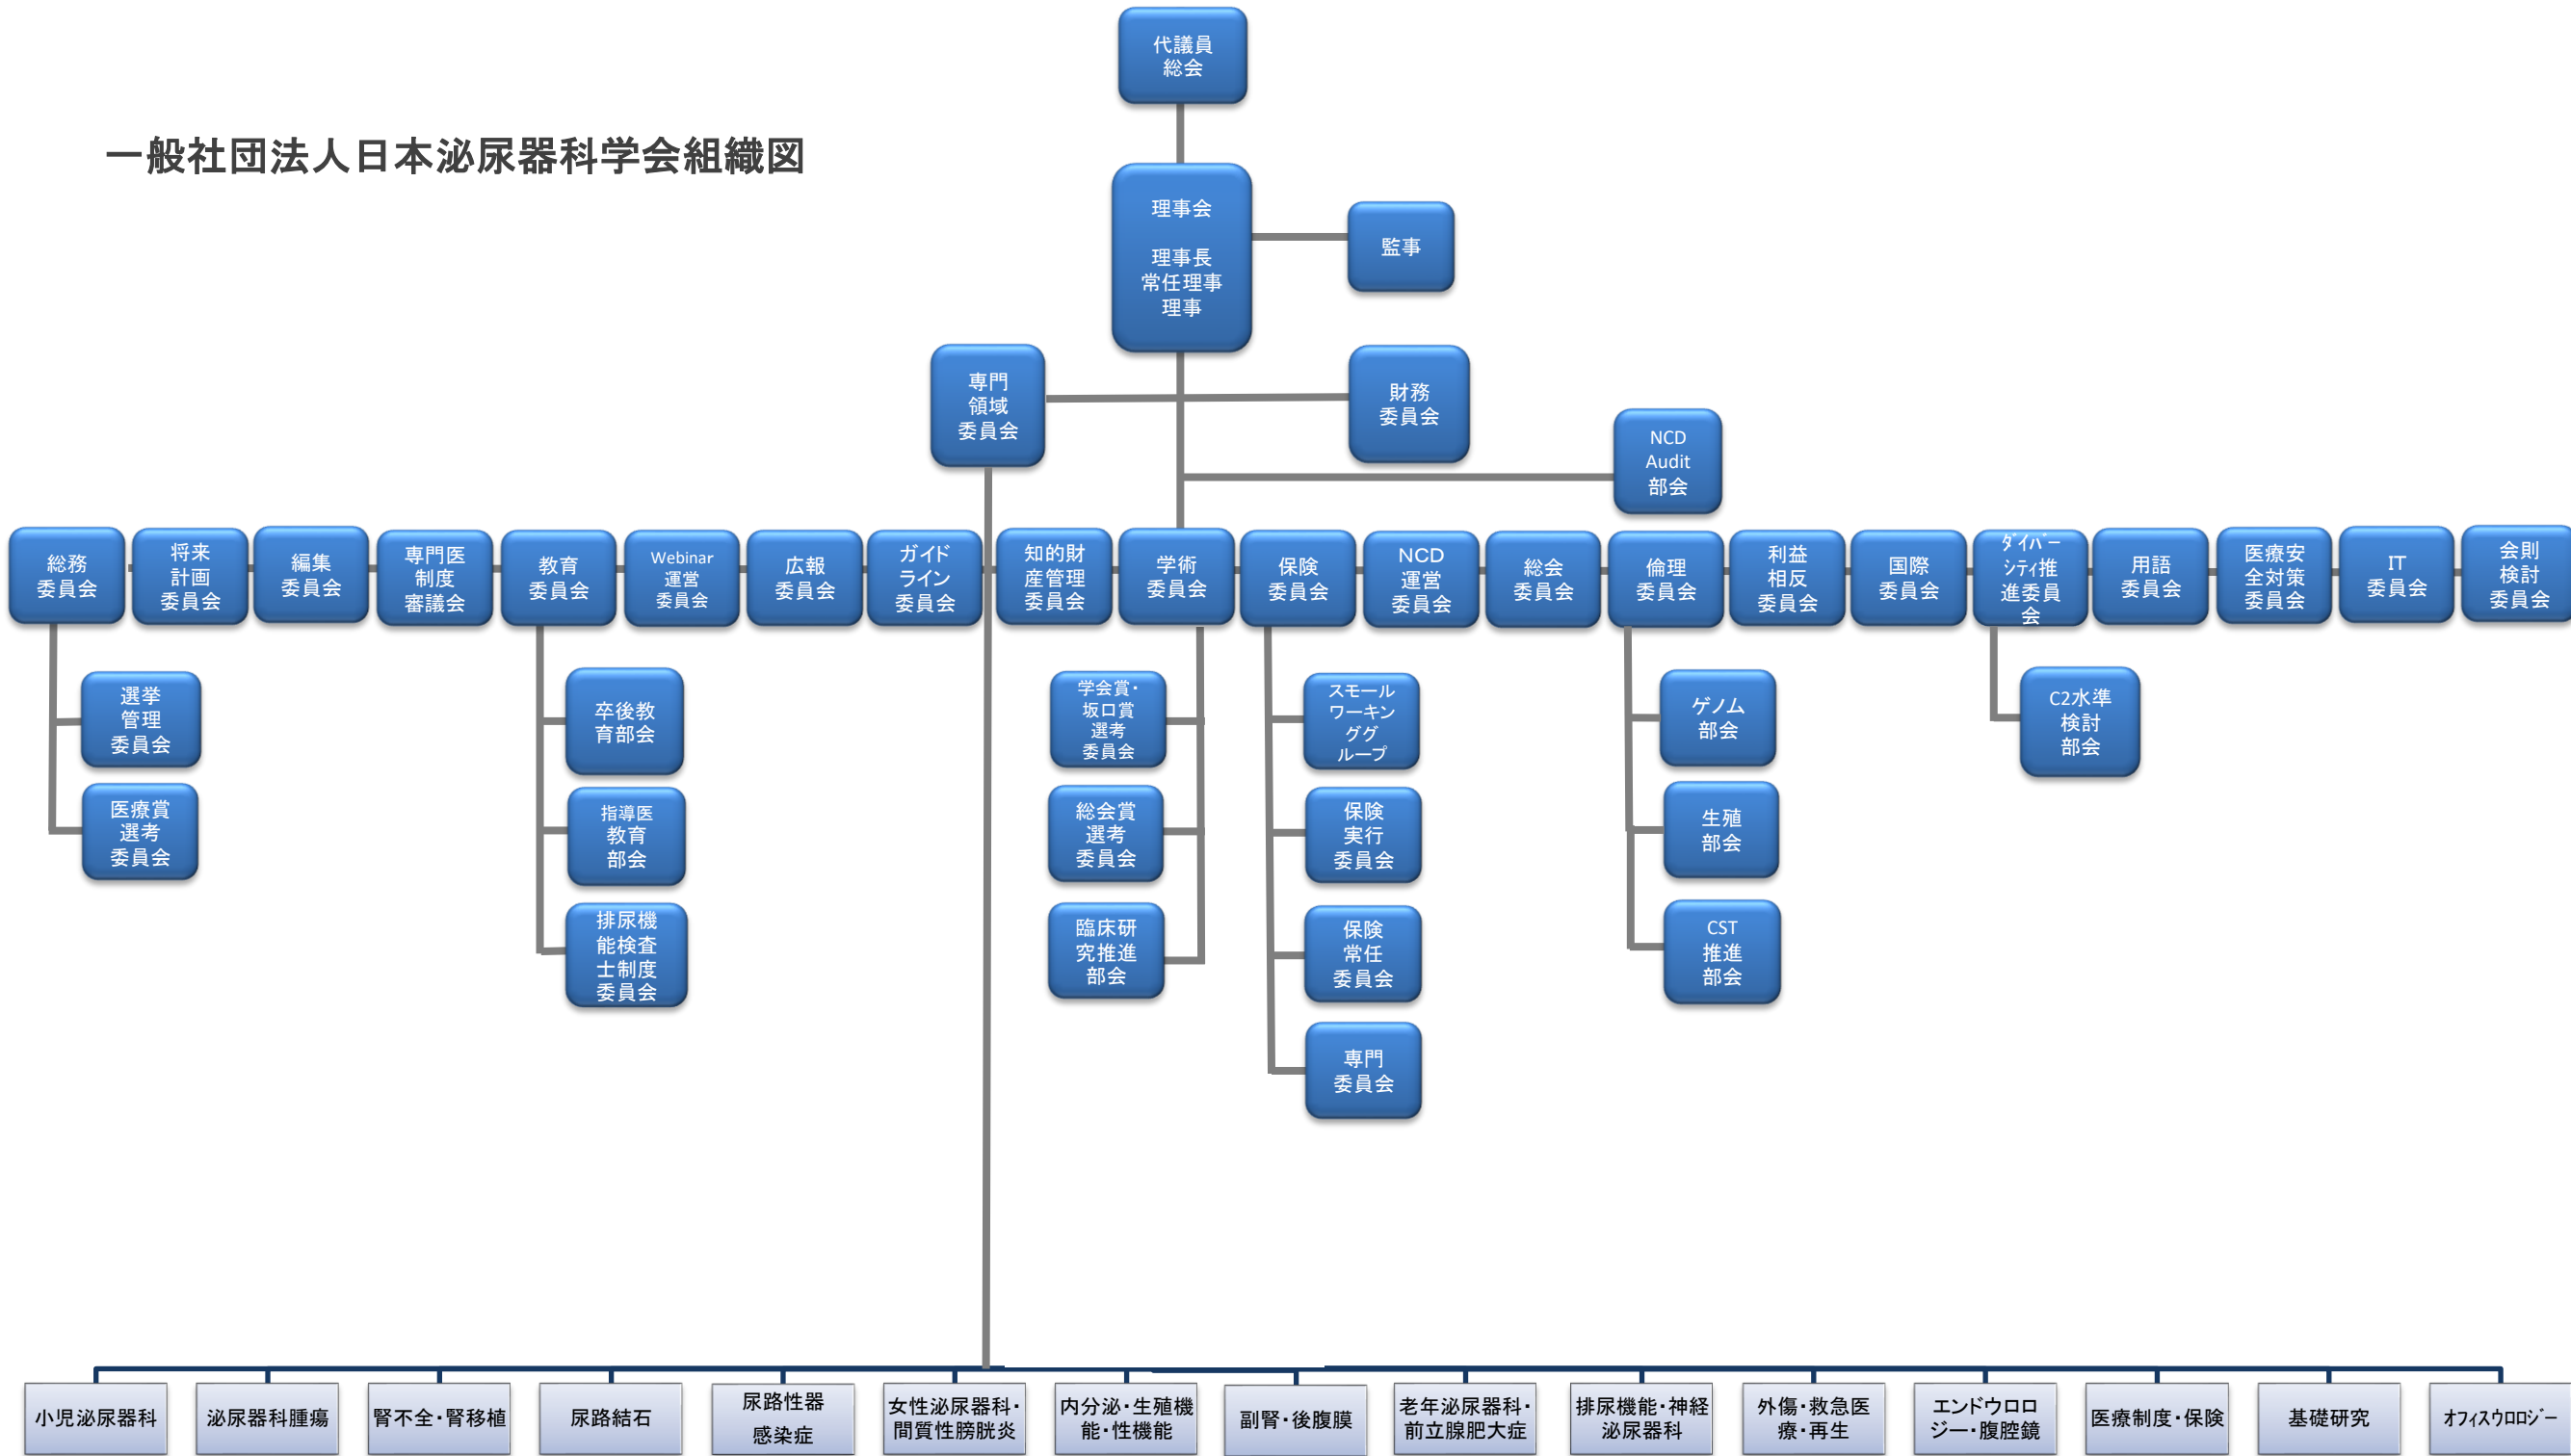 代議員
総会
一般社団法人日本泌尿器科学会組織図
理事会
理事長
常任理事
理事
監事
専門
領域
委員会
財務
委員会
NCD
Audit
部会
総務
委員会
将来
計画
委員会
編集
委員会
専門医
制度
審議会
教育
委員会
Webinar
運営
委員会
広報
委員会
ガイド
ライン
委員会
知的財
産管理
委員会
学術
委員会
保険
委員会
NCD
運営
委員会
総会
委員会
倫理
委員会
利益
相反
委員会
国際
委員会
ダイバー
シティ推
進委員
会
用語
委員会
医療安
全対策
委員会
IT
委員会
会則
検討
委員会
選挙
管理
委員会
医療賞
選考
委員会
卒後教
育部会
指導医
教育
部会
排尿機
能検査
士制度
委員会
学会賞・
坂口賞
選考
委員会
総会賞
選考
委員会
臨床研
究推進
部会
スモール
ワーキン
ググ
ループ
保険
実行
委員会
保険
常任
委員会
専門
委員会
ゲノム
部会
生殖
部会
CST
推進
部会
C2水準
検討
部会
小児泌尿器科
泌尿器科腫瘍
腎不全・腎移植
尿路結石
尿路性器
感染症
女性泌尿器科・
間質性膀胱炎
内分泌・生殖機
能・性機能
副腎・後腹膜
老年泌尿器科・
前立腺肥大症
排尿機能・神経
泌尿器科
外傷・救急医
療・再生
エンドウロロ
ジー・腹腔鏡
医療制度・保険
基礎研究
オフィスウロロジー